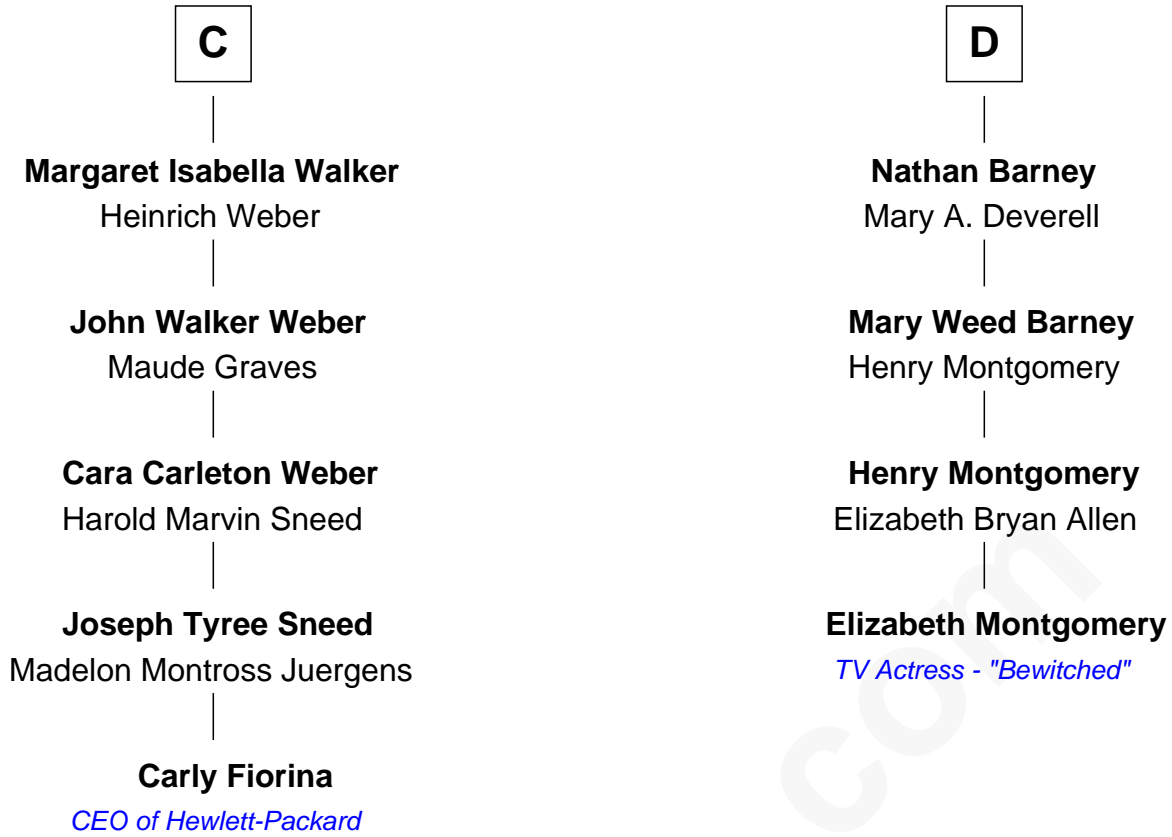 C
Margaret Isabella Walker
Heinrich Weber
John Walker Weber
Maude Graves
Cara Carleton Weber
Harold Marvin Sneed
Joseph Tyree Sneed
Madelon Montross Juergens
Carly Fiorina
CEO of Hewlett-Packard
D
Nathan Barney
Mary A. Deverell
Mary Weed Barney
Henry Montgomery
Henry Montgomery
Elizabeth Bryan Allen
Elizabeth Montgomery
TV Actress - "Bewitched"
com